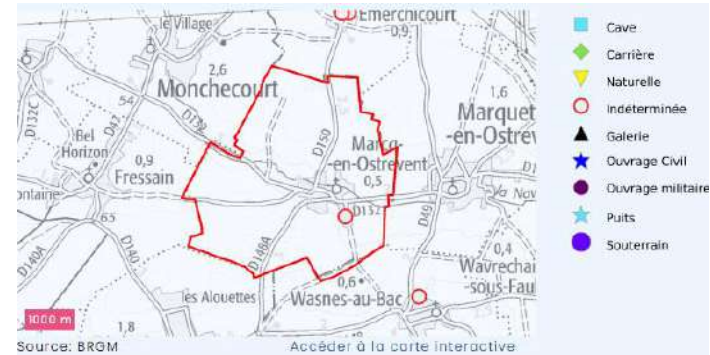 le Village
Emerchicourt
0,9
2,6
Monchecourt
1,6
Marquet
-en-Ostrev
D132C
D47
54
D132
D150
Bel
Horizon
Marcq
-en-Ostrevent
0,9
Fressain
0,5
ontaine
65
D132
D49
D140A
D140
D148A
0,4
Wavrechai
-sous-Fau
0,6
les Alouettes
Wasnes-au-Bac
1000 m
1,8
Source: BRGM
Accéder à la carte interactive
Cave
Carrière
Naturelle
Indéterminée
Galerie
Ouvrage Civil
Ouvrage militaire
Puits
Souterrain